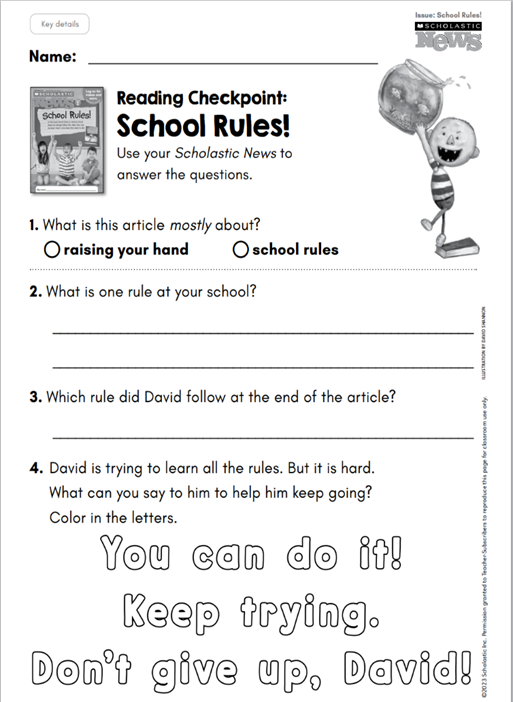 Key details
Issue: School Rules!
SCHOLASTIC
News
Name:
School Rules!
Reading Checkpoint:
School Rules!
Use your Scholastic News to
answer the questions.
1. What is this article mostly about?
raising your hand school rules
2. What is one rule at your school?
3. Which rule did David follow at the end of the article?
4. David is trying to learn all the rules. But it is hard.
What can you say to him to help him keep going?
Color in the letters.
You can do it!
Keep trying.
Don't give up, David!
ILLUSTRATION BY DAVID SHANNON
©2023 Scholastic Inc. Permission granted to Teacher-Subscribers to reproduce this page for classroom use only.